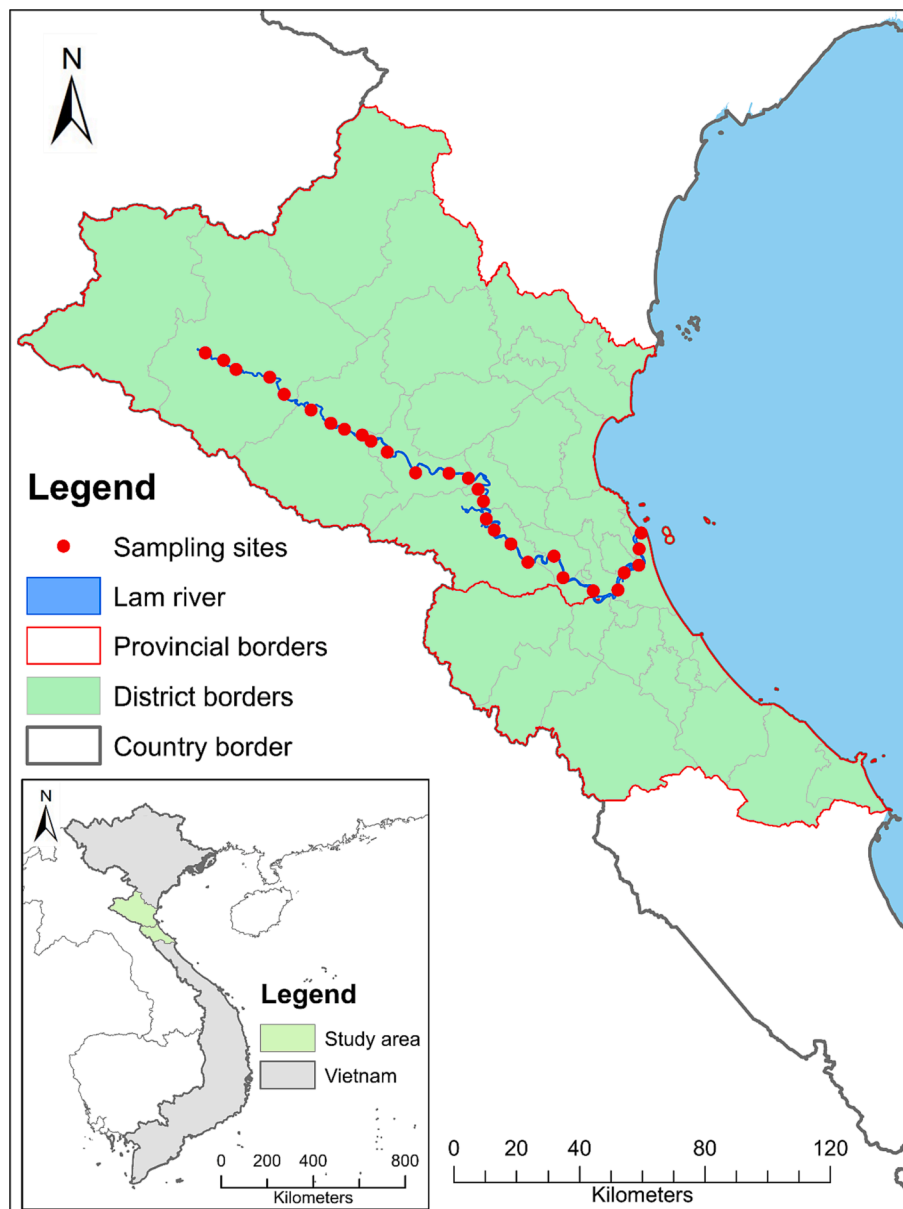 N
Legend
Sampling sites
Lam river
Provincial borders
District borders
Country border
N
Legend
Study area
Vietnam
0 200 400 800
Kilometers
0 20 40 80 120
Kilometers